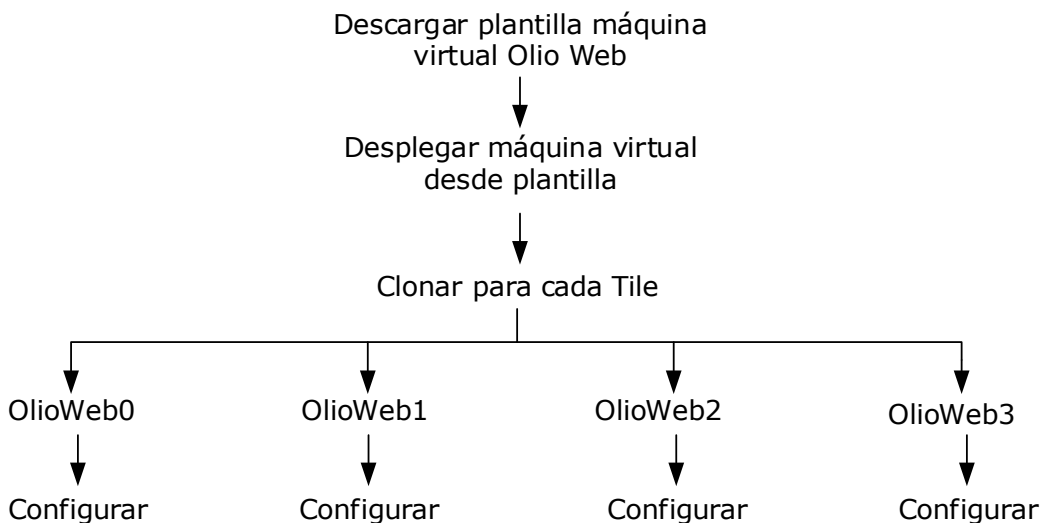 Descargar plantilla máquina
virtual Olio Web
Desplegar máquina virtual
desde plantilla
Clonar para cada Tile
OlioWeb0
OlioWeb1
OlioWeb2
OlioWeb3
Configurar
Configurar
Configurar
Configurar